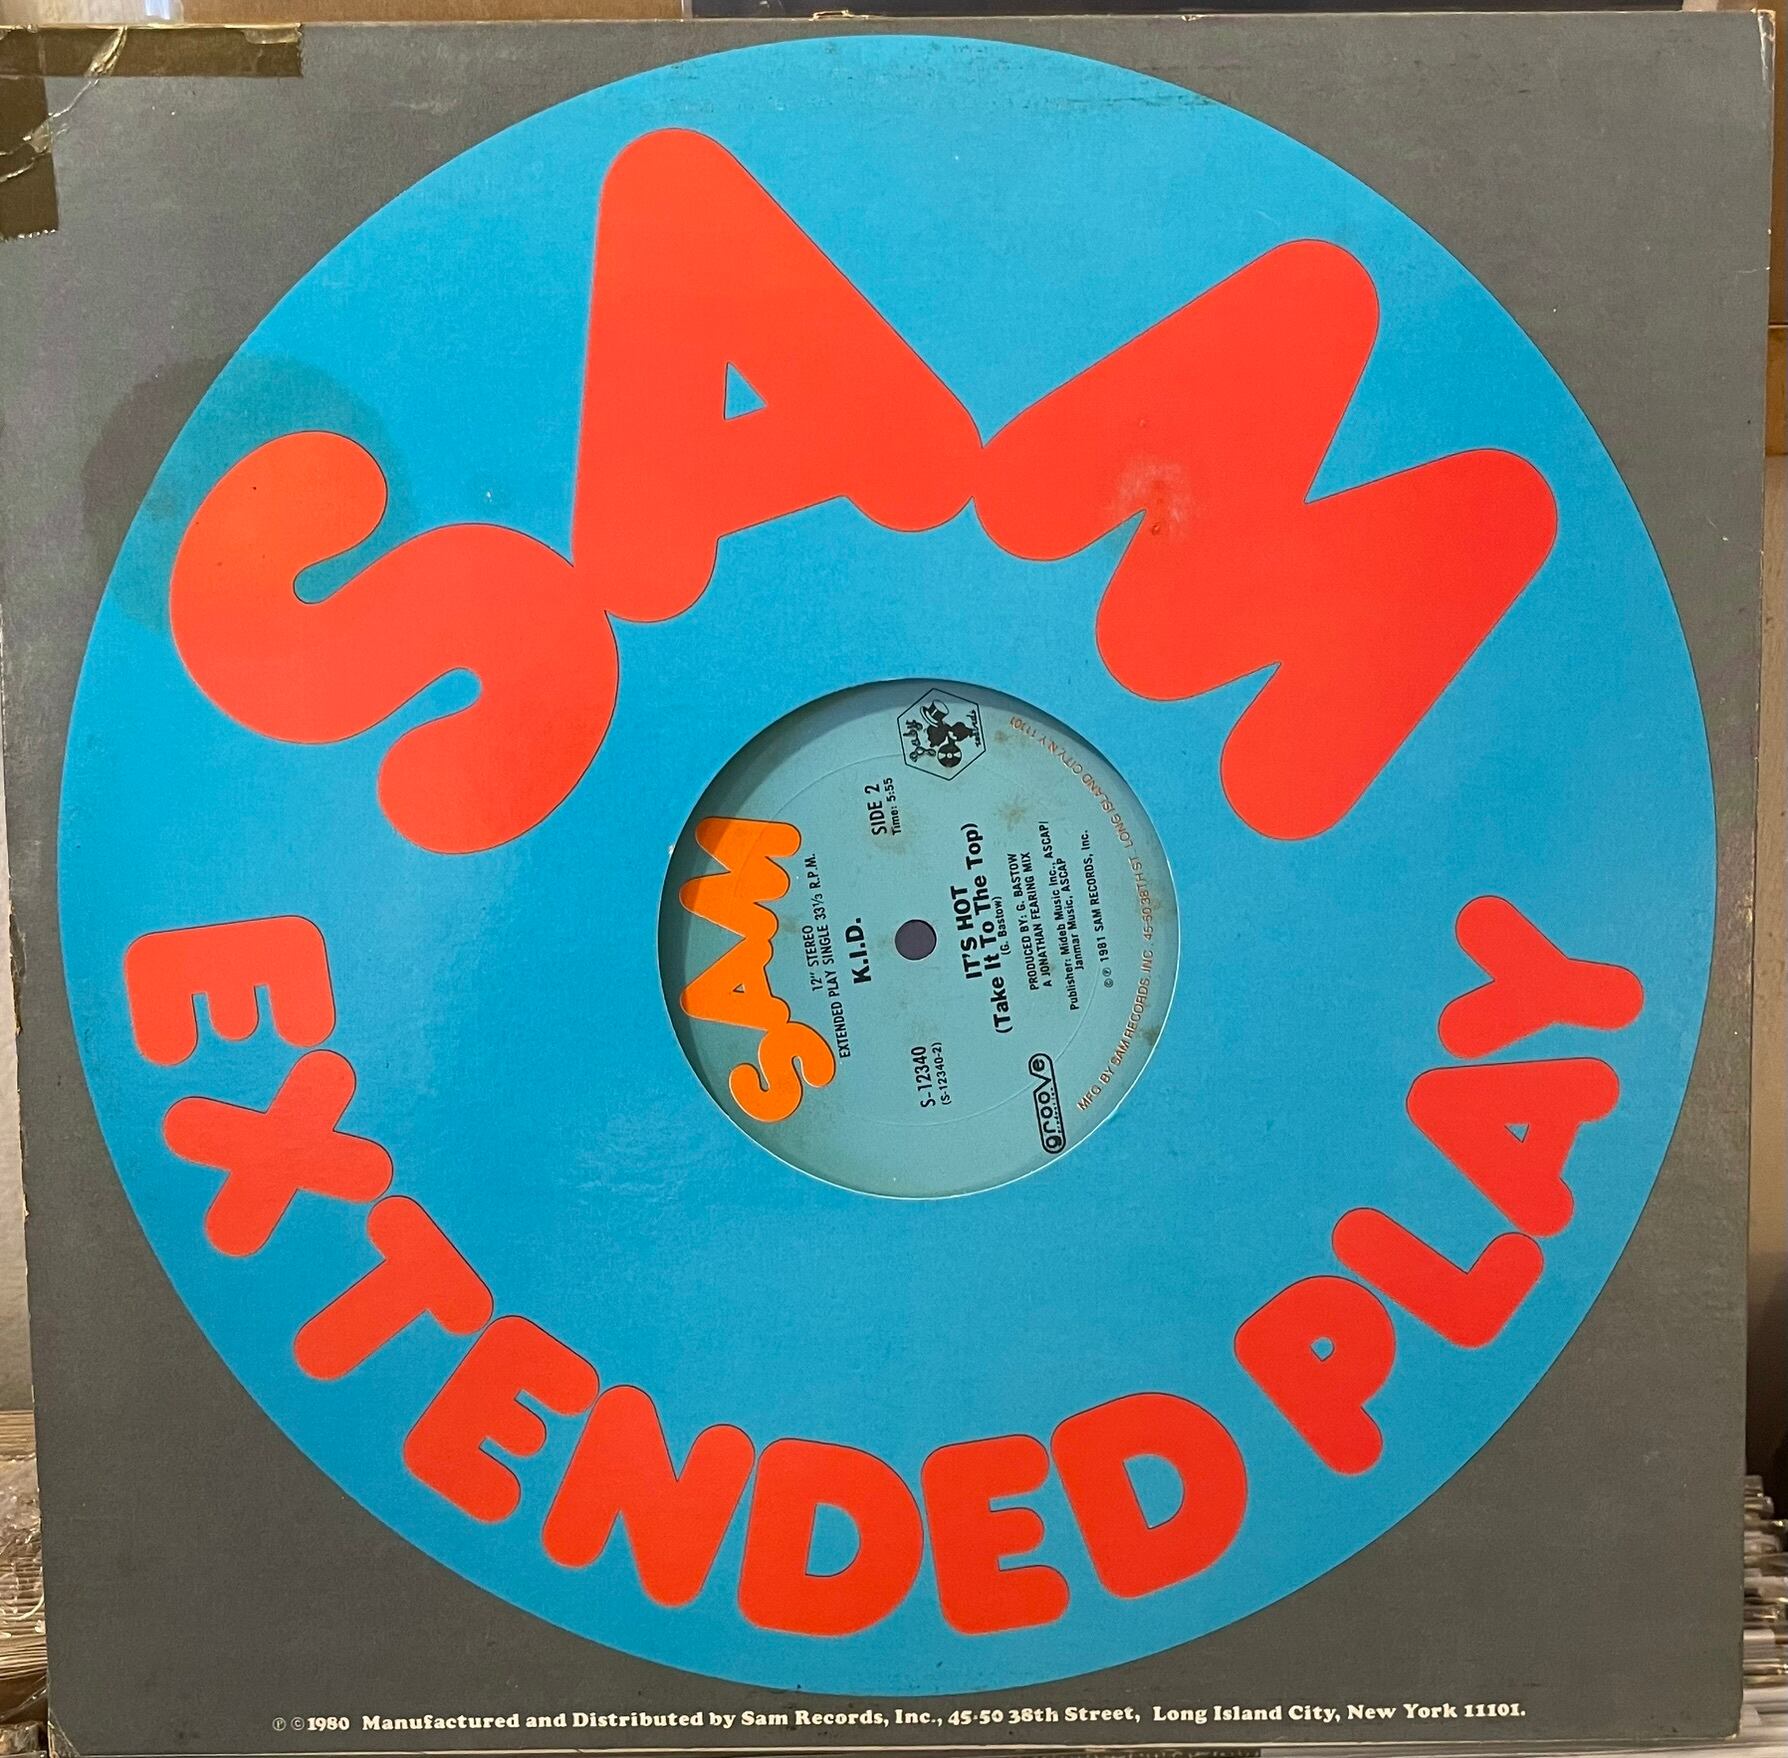 SAM
EXTENDED PLAY
SAM
12" STEREO
EXTENDED PLAY SINGLE 33⅓ R.P.M.
K.I.D.
S-12340
(S-12340-2)
SIDE 2
Time: 5:55
IT'S HOT
(Take It To The Top)
(G. Bastow)
PRODUCED BY: G. BASTOW
A JONATHAN FEARING MIX
Publisher: Mideb Music Inc., ASCAP/
Janmar Music, ASCAP
© ℗ 1981 SAM RECORDS, Inc.
groove
Baby
records
MFG. BY SAM RECORDS, INC. 45-50 38TH ST., LONG ISLAND CITY, N.Y. 11101
℗ © 1980 Manufactured and Distributed by Sam Records, Inc., 45-50 38th Street, Long Island City, New York 11101.